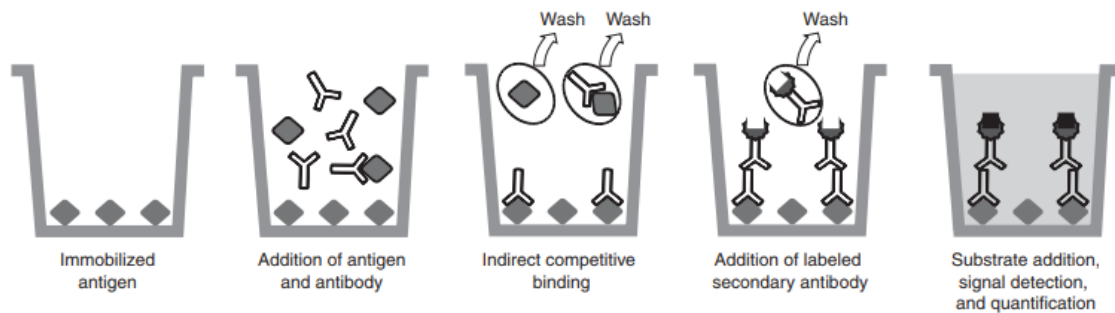 Wash
Wash
Wash
Immobilized
antigen
Addition of antigen
and antibody
Indirect competitive
binding
Addition of labeled
secondary antibody
Substrate addition,
signal detection,
and quantification